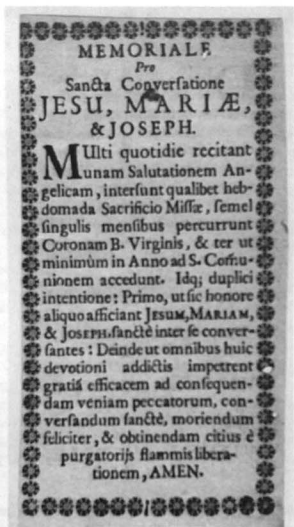 MEMORIALE
Pro
Sancta Conversatione
JESU, MARIÆ,
& JOSEPH.
MUlti quotidie recitant
unam Salutationem An-
gelicam, intersunt qualibet heb-
domada Sacrificio Missæ, semel
singulis mensibus percurrunt
Coronam B. Virginis, & ter ut
minimùm in Anno ad S. Commu-
nionem accedunt. Idq; duplici
intentione: Primo, ut sic honore
aliquo afficiant JESUM, MARIAM,
& JOSEPH. sanctè inter se conver-
santes: Deinde ut omnibus huic
devotioni addictis impetrent
gratiã efficacem ad consequen-
dam veniam peccatorum, con-
versandum sanctè, moriendum
feliciter, & obtinendam citius è
purgatorijs flammis libera-
tionem, AMEN.